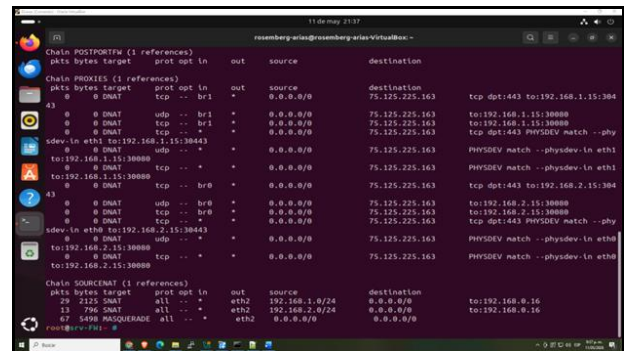 11 de may 21:37
rosemberg-arias@rosemberg-arias-VirtualBox: ~
Chain POSTPORTFW (1 references)
pkts bytes target prot opt in out source destination
Chain PROXIES (1 references)
pkts bytes target prot opt in out source destination
0 0 DNAT tcp -- br1 * 0.0.0.0/0 75.125.225.163 tcp dpt:443 to:192.168.1.15:304
43
0 0 DNAT udp -- br1 * 0.0.0.0/0 75.125.225.163 to:192.168.1.15:30080
0 0 DNAT tcp -- br1 * 0.0.0.0/0 75.125.225.163 to:192.168.1.15:30080
0 0 DNAT tcp -- * * 0.0.0.0/0 75.125.225.163 tcp dpt:443 PHYSDEV match --phy
sdev-in eth1 to:192.168.1.15:30443
0 0 DNAT udp -- * * 0.0.0.0/0 75.125.225.163 PHYSDEV match --physdev-in eth1
to:192.168.1.15:30080
0 0 DNAT tcp -- * * 0.0.0.0/0 75.125.225.163 PHYSDEV match --physdev-in eth1
to:192.168.1.15:30080
0 0 DNAT tcp -- br0 * 0.0.0.0/0 75.125.225.163 tcp dpt:443 to:192.168.2.15:304
43
0 0 DNAT udp -- br0 * 0.0.0.0/0 75.125.225.163 to:192.168.2.15:30080
0 0 DNAT tcp -- br0 * 0.0.0.0/0 75.125.225.163 to:192.168.2.15:30080
0 0 DNAT tcp -- * * 0.0.0.0/0 75.125.225.163 tcp dpt:443 PHYSDEV match --phy
sdev-in eth0 to:192.168.2.15:30443
0 0 DNAT udp -- * * 0.0.0.0/0 75.125.225.163 PHYSDEV match --physdev-in eth0
to:192.168.2.15:30080
0 0 DNAT tcp -- * * 0.0.0.0/0 75.125.225.163 PHYSDEV match --physdev-in eth0
to:192.168.2.15:30080
Chain SOURCENAT (1 references)
pkts bytes target prot opt in out source destination
29 2125 SNAT all -- * eth2 192.168.1.0/24 0.0.0.0/0 to:192.168.0.16
13 796 SNAT all -- * eth2 192.168.2.0/24 0.0.0.0/0 to:192.168.0.16
67 5498 MASQUERADE all -- * eth2 0.0.0.0/0 0.0.0.0/0
root@srv-FW:~ #
Buscar